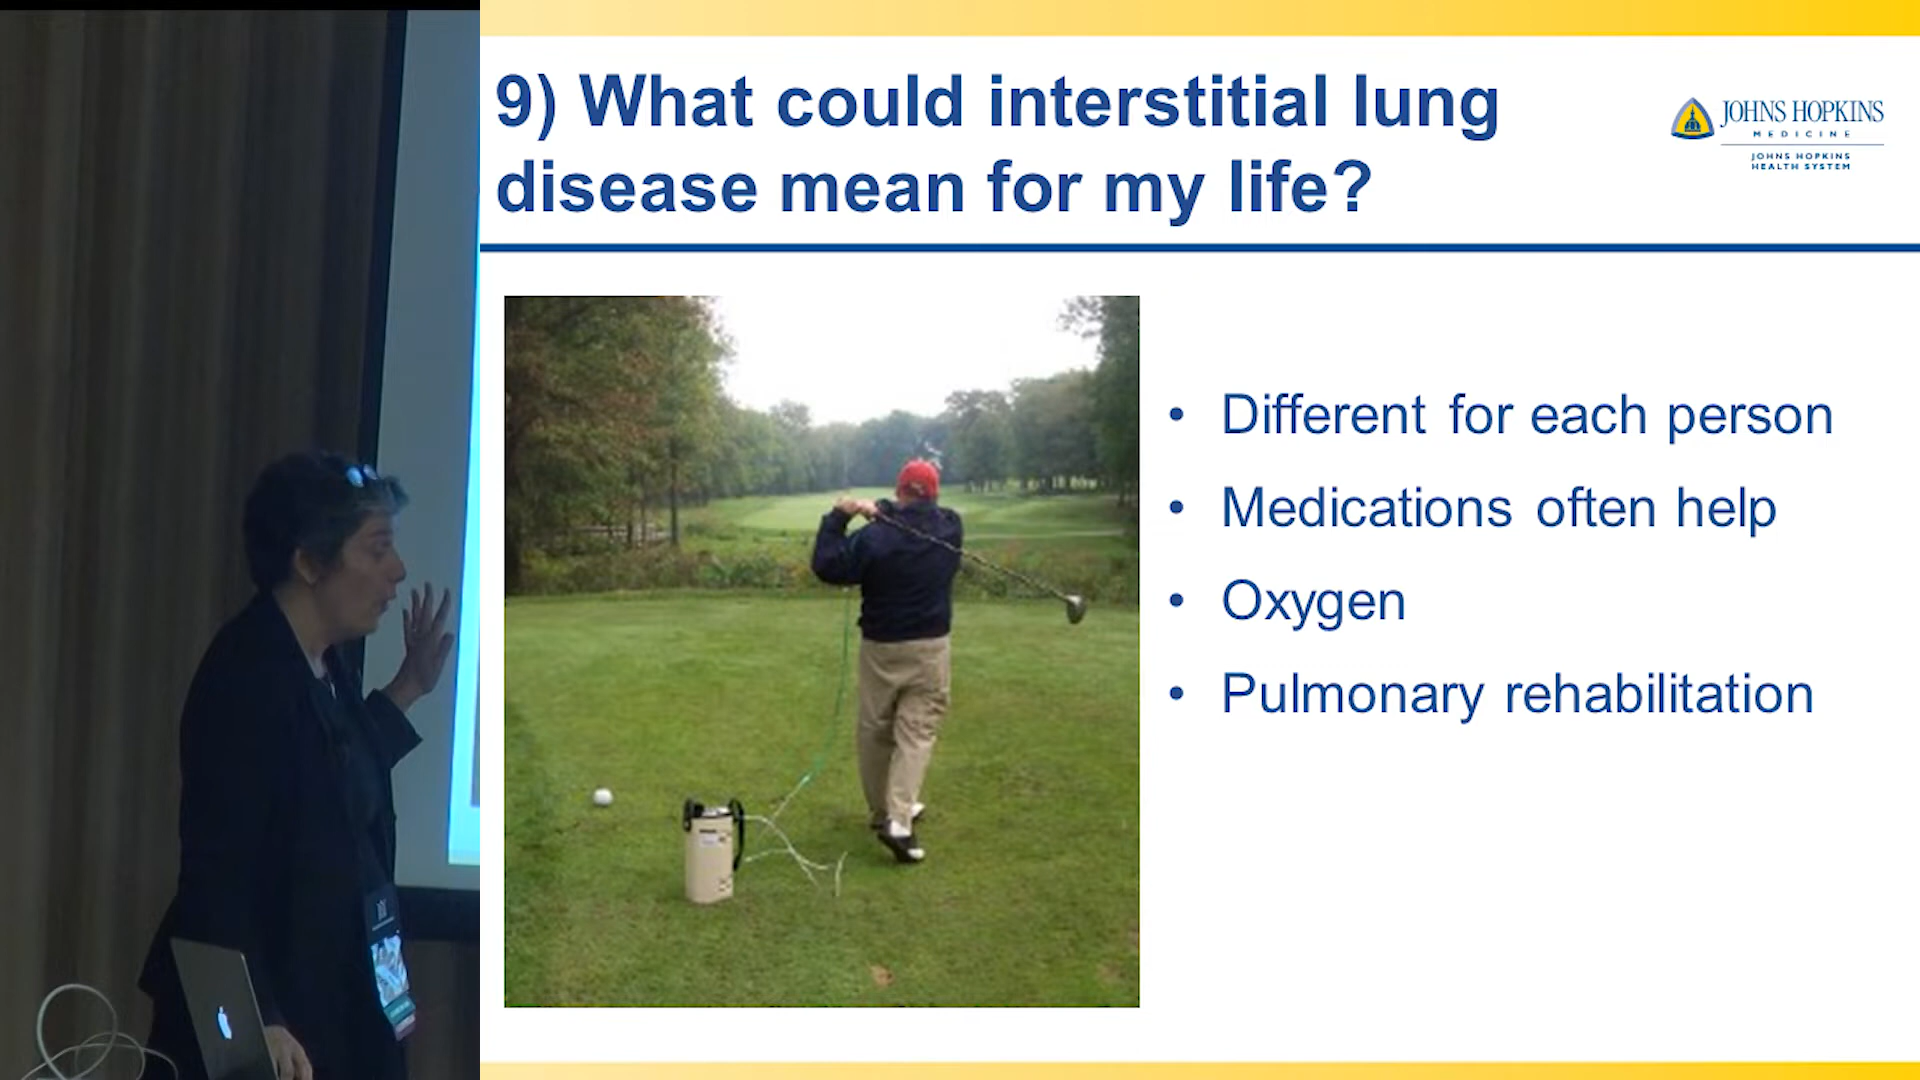 9) What could interstitial lung
disease mean for my life?
JOHNS HOPKINS
MEDICINE
JOHNS HOPKINS
HEALTH SYSTEM
• Different for each person
• Medications often help
• Oxygen
• Pulmonary rehabilitation